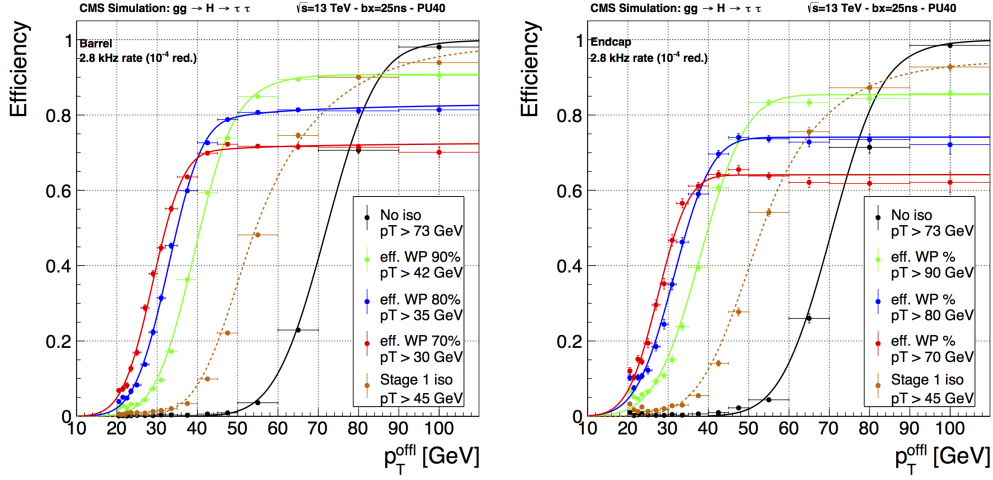 CMS Simulation: gg → H → τ τ
√s=13 TeV - bx=25ns - PU40
Efficiency
1
0.8
0.6
0.4
0.2
0
Barrel
2.8 kHz rate (10⁻⁴ red.)
No iso
pT > 73 GeV
eff. WP 90%
pT > 42 GeV
eff. WP 80%
pT > 35 GeV
eff. WP 70%
pT > 30 GeV
Stage 1 iso
pT > 45 GeV
10 20 30 40 50 60 70 80 90 100
p_T^offl [GeV]
CMS Simulation: gg → H → τ τ
√s=13 TeV - bx=25ns - PU40
Efficiency
1
0.8
0.6
0.4
0.2
0
Endcap
2.8 kHz rate (10⁻⁴ red.)
No iso
pT > 73 GeV
eff. WP %
pT > 90 GeV
eff. WP %
pT > 80 GeV
eff. WP %
pT > 70 GeV
Stage 1 iso
pT > 45 GeV
10 20 30 40 50 60 70 80 90 100
p_T^offl [GeV]